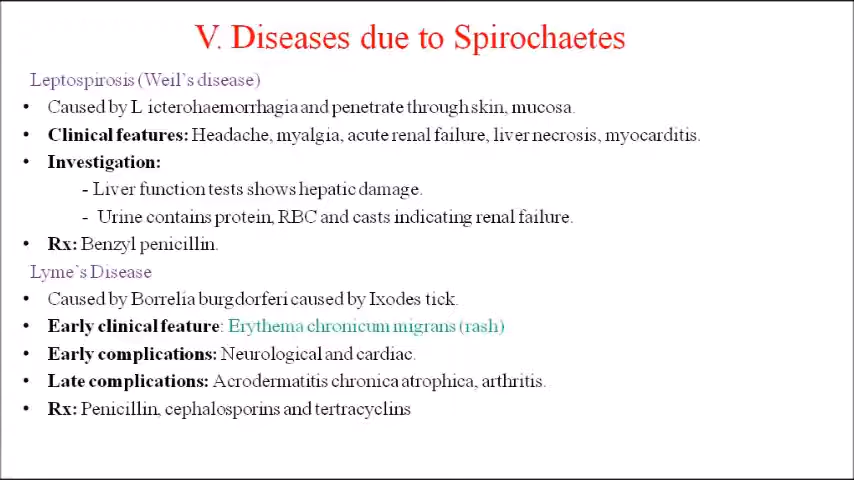 V. Diseases due to Spirochaetes
Leptospirosis (Weil's disease)
• Caused by L icterohaemorrhagia and penetrate through skin, mucosa.
• Clinical features: Headache, myalgia, acute renal failure, liver necrosis, myocarditis.
• Investigation:
- Liver function tests shows hepatic damage.
- Urine contains protein, RBC and casts indicating renal failure.
• Rx: Benzyl penicillin.
Lyme's Disease
• Caused by Borrelia burgdorferi caused by Ixodes tick.
• Early clinical feature: Erythema chronicum migrans (rash)
• Early complications: Neurological and cardiac.
• Late complications: Acrodermatitis chronica atrophica, arthritis.
• Rx: Penicillin, cephalosporins and tertracyclins